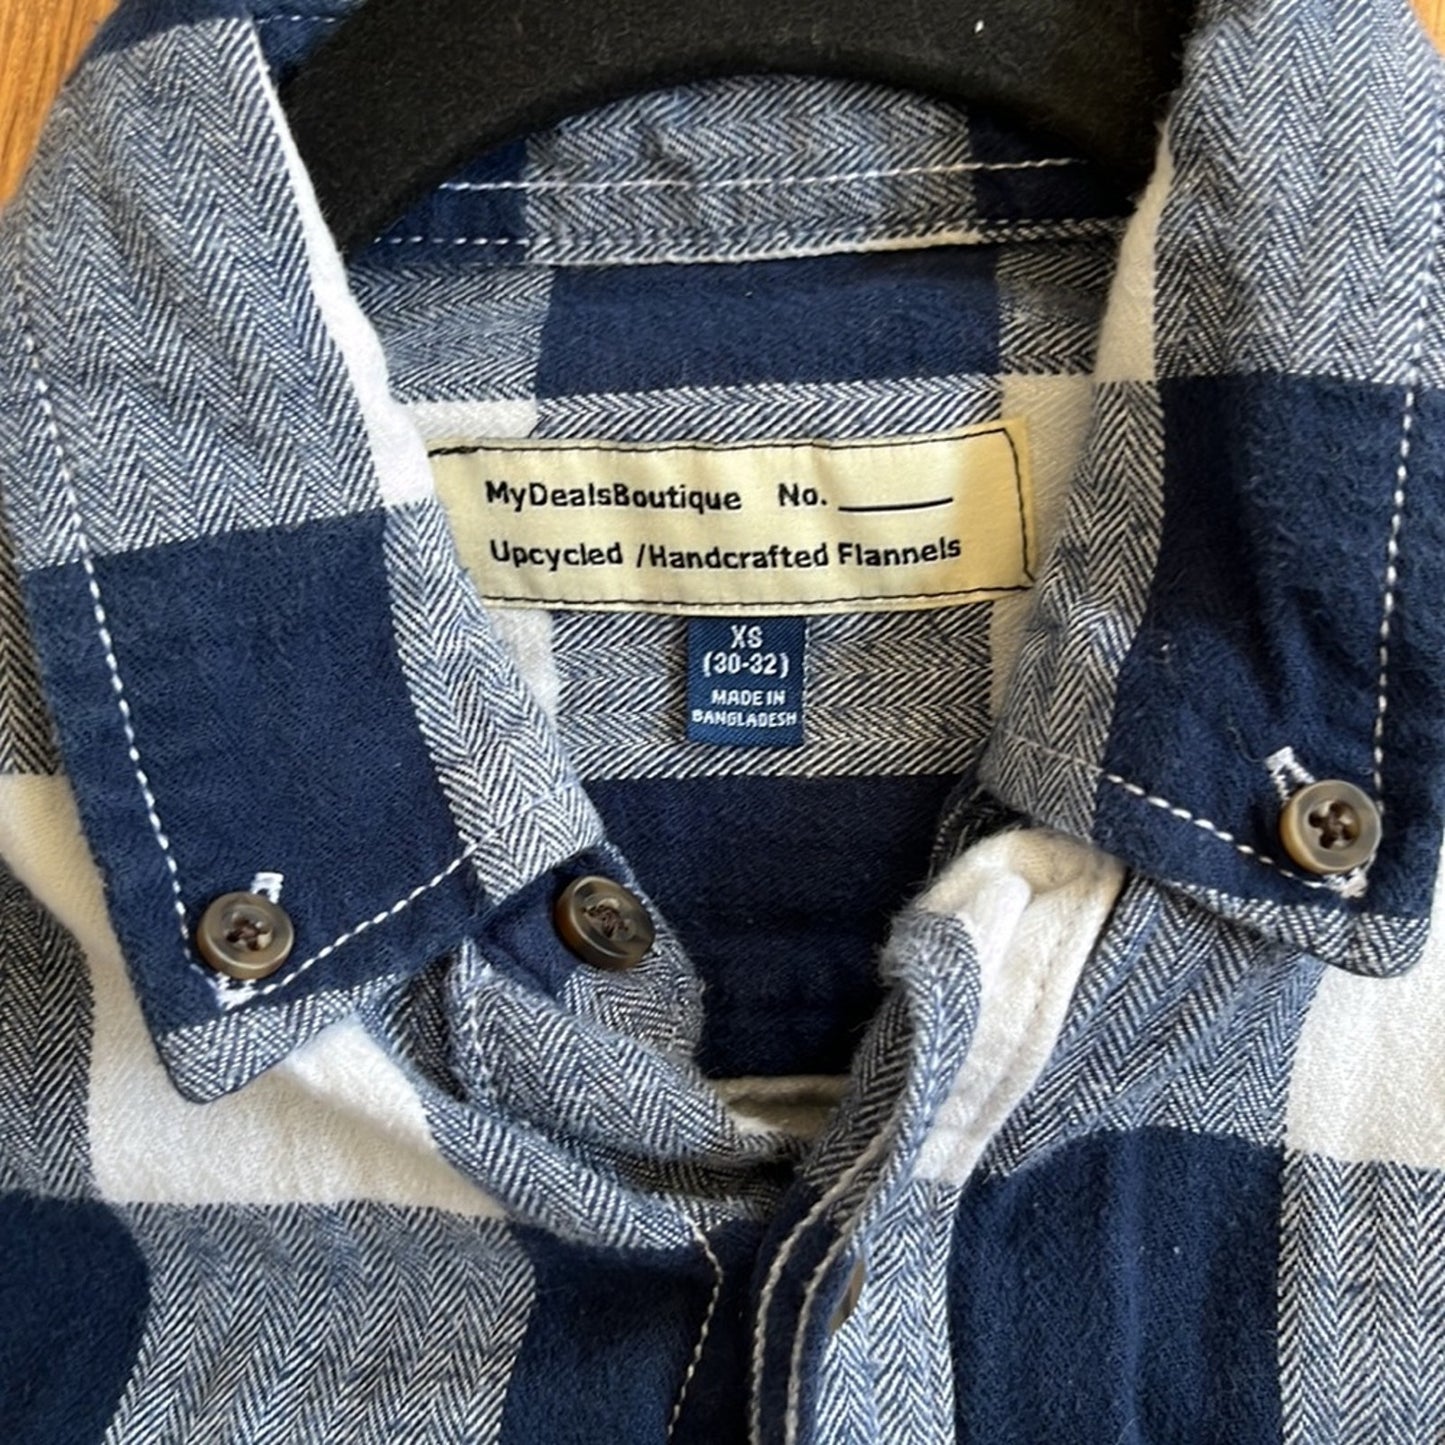 MyDealsBoutique No. ______
Upcycled /Handcrafted Flannels
XS
(30-32)
MADE IN
BANGLADESH